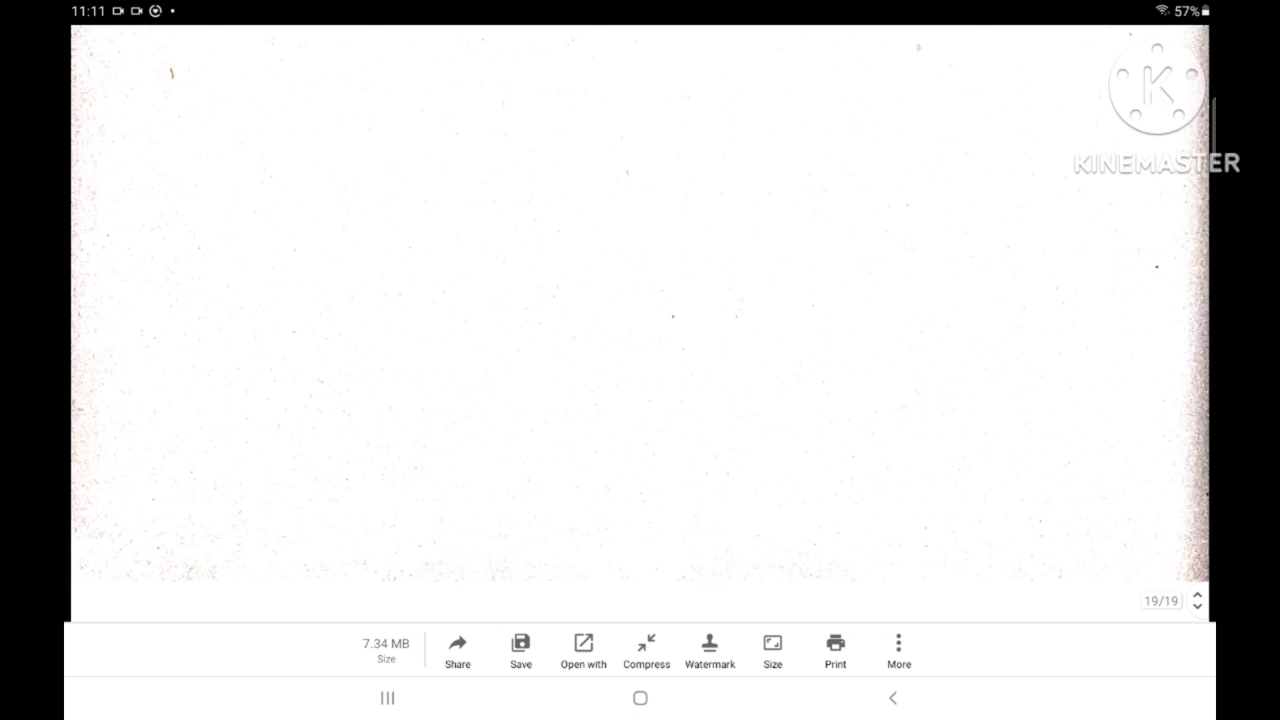 11:11
57%
K
KINEMASTER
19/19
7.34 MB
Size
Share
Save
Open with
Compress
Watermark
Size
Print
More